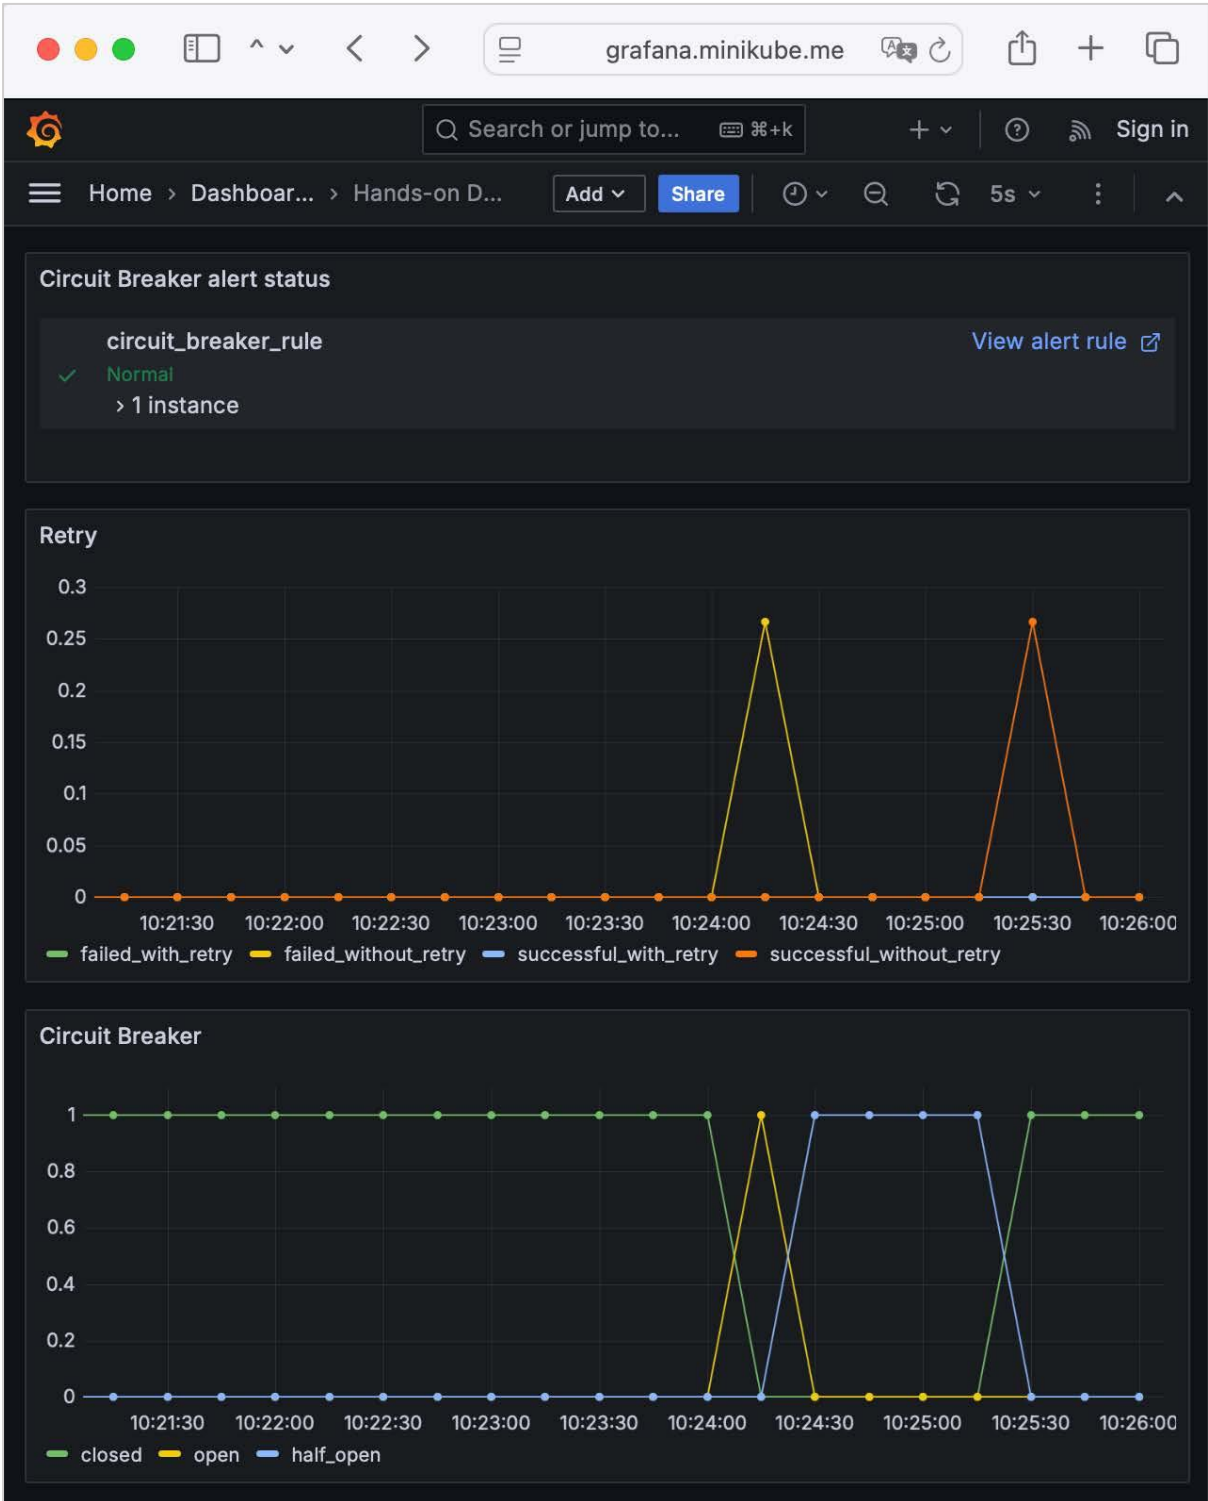 grafana.minikube.me
Search or jump to... ⌘+k
Sign in
Home › Dashboar... › Hands-on D... Add Share 5s
Circuit Breaker alert status
circuit_breaker_rule View alert rule
Normal
› 1 instance
Retry
0.3
0.25
0.2
0.15
0.1
0.05
0
10:21:30 10:22:00 10:22:30 10:23:00 10:23:30 10:24:00 10:24:30 10:25:00 10:25:30 10:26:00
failed_with_retry failed_without_retry successful_with_retry successful_without_retry
Circuit Breaker
1
0.8
0.6
0.4
0.2
0
10:21:30 10:22:00 10:22:30 10:23:00 10:23:30 10:24:00 10:24:30 10:25:00 10:25:30 10:26:00
closed open half_open